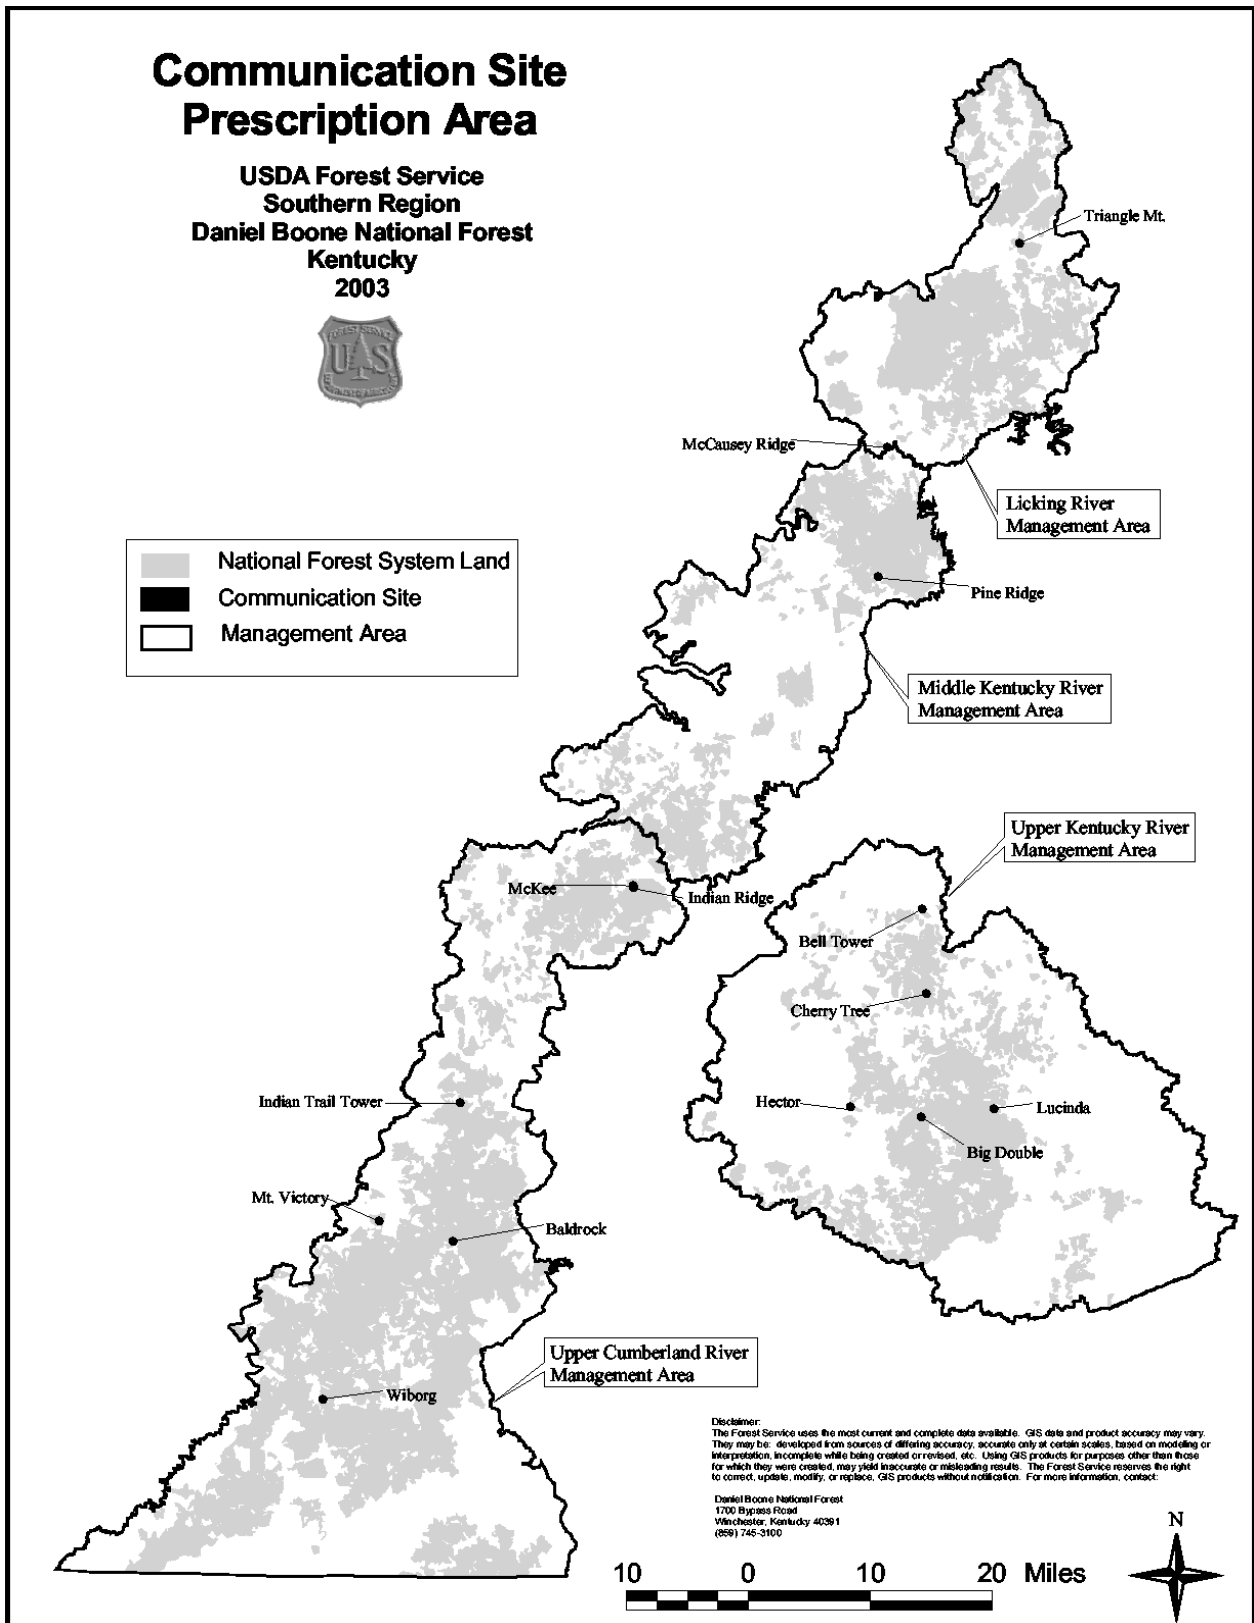 Communication Site
Prescription Area
USDA Forest Service
Southern Region
Daniel Boone National Forest
Kentucky
2003
FOREST SERVICE
U S
Triangle Mt.
McCausey Ridge
Licking River
Management Area
National Forest System Land
Communication Site
Management Area
Pine Ridge
Middle Kentucky River
Management Area
Upper Kentucky River
Management Area
McKee
Indian Ridge
Bell Tower
Cherry Tree
Indian Trail Tower
Hector
Lucinda
Big Double
Mt. Victory
Baldrock
Upper Cumberland River
Management Area
Wiborg
Disclaimer:
The Forest Service uses the most current and complete data available. GIS data and product accuracy may vary.
They may be: developed from sources of differing accuracy, accurate only at certain scales, based on modeling or
interpretation, incomplete while being created or revised, etc. Using GIS products for purposes other than those
for which they were created, may yield inaccurate or misleading results. The Forest Service reserves the right
to correct, update, modify, or replace, GIS products without notification. For more information, contact:
Daniel Boone National Forest
1700 Bypass Road
Winchester, Kentucky 40391
(859) 745-3100
N
10 0 10 20 Miles